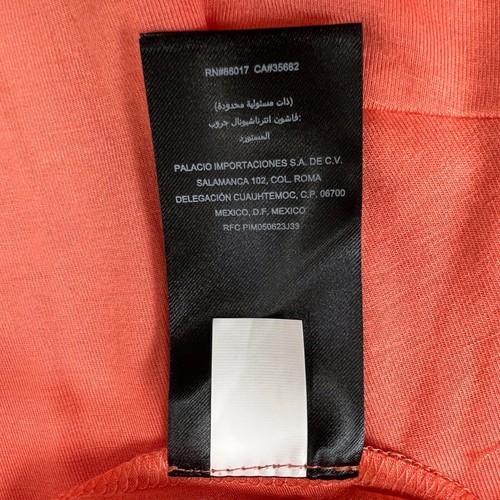 RN#88017 CA#35682
(ذات مسئولية محدودة)
فاشون انترناشيونال جروب:
المستورد
PALACIO IMPORTACIONES S.A. DE C.V.
SALAMANCA 102, COL. ROMA
DELEGACIÓN CUAUHTEMOC, C.P. 06700
MEXICO, D.F. MEXICO
RFC PIM050623J33